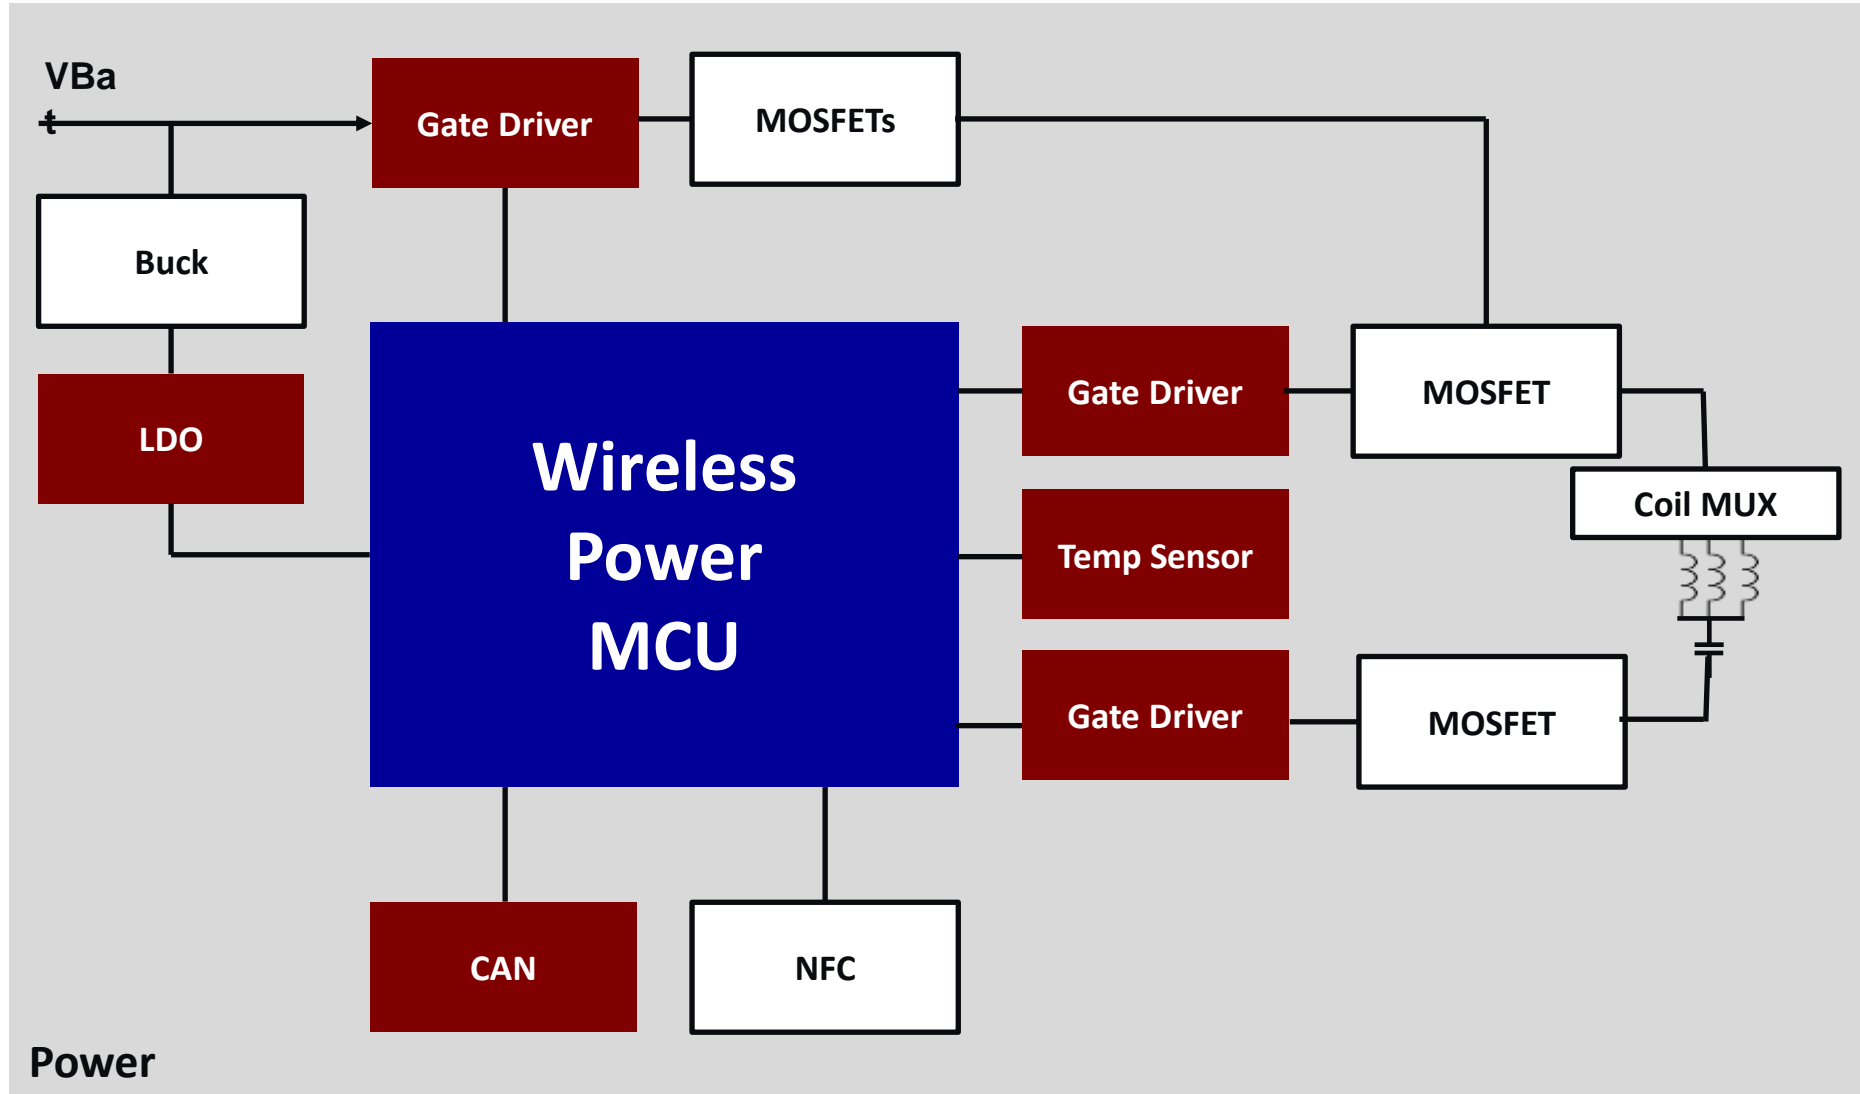 VBa
t
Gate Driver
MOSFETs
Buck
LDO
Wireless
Power
MCU
Gate Driver
MOSFET
Coil MUX
Temp Sensor
Gate Driver
MOSFET
CAN
NFC
Power